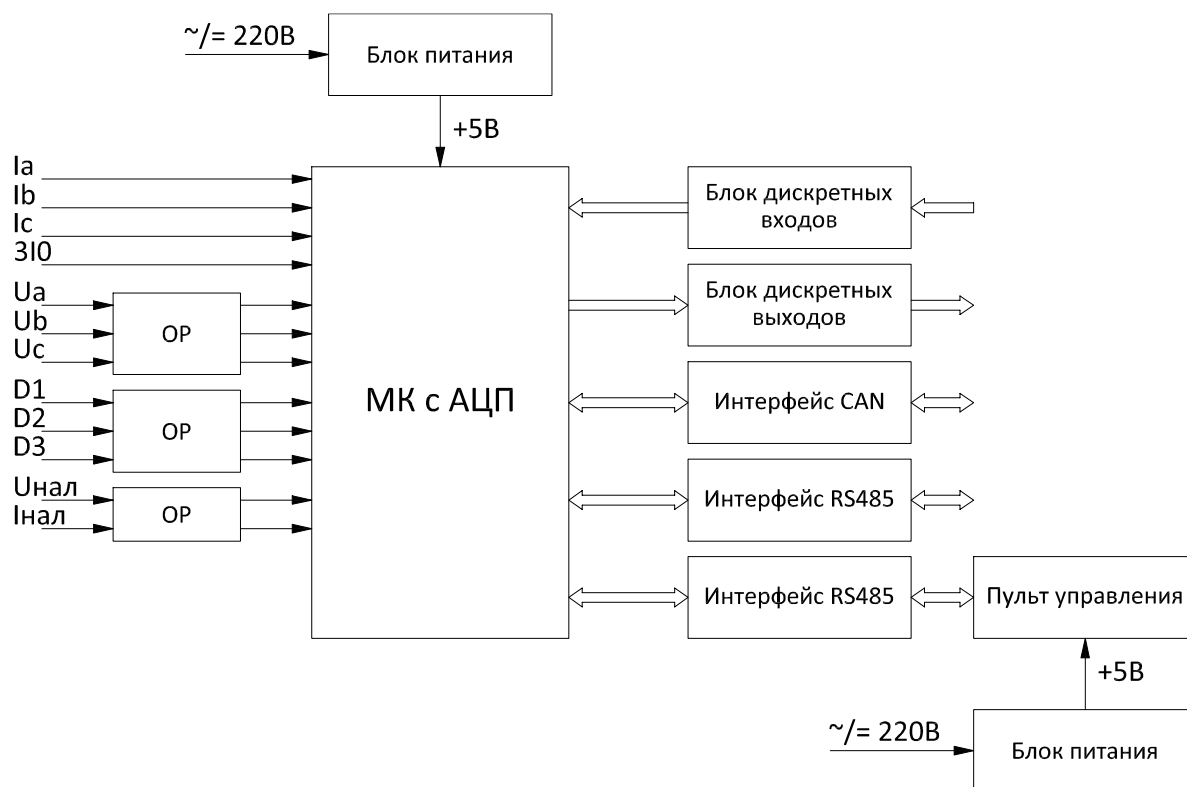 ~/= 220В
Блок питания
+5В
Ia
Ib
Ic
3I0
Ua
Ub
Uc
ОР
D1
D2
D3
ОР
Uнал
Iнал
ОР
МК с АЦП
Блок дискретных
входов
Блок дискретных
выходов
Интерфейс CAN
Интерфейс RS485
Интерфейс RS485
Пульт управления
+5В
~/= 220В
Блок питания